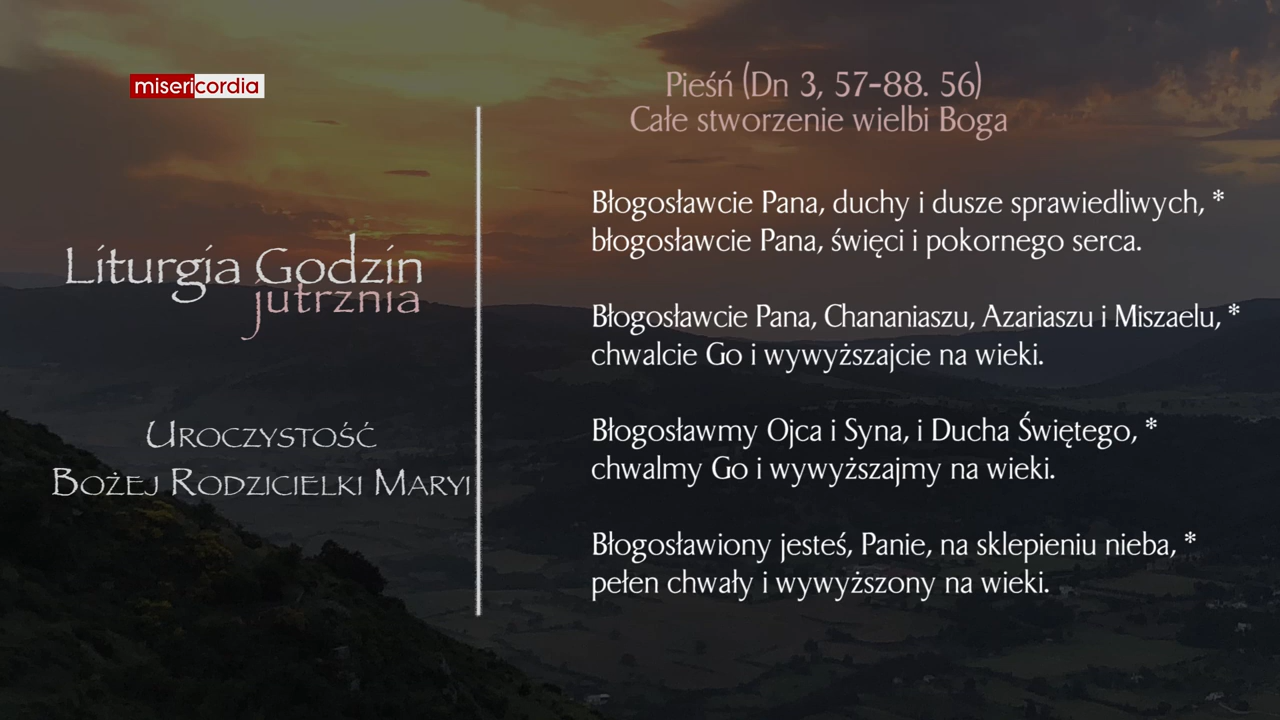 misericordia
Liturgia Godzin
jutrznia
Uroczystość
Bożej Rodzicielki Maryi
Pieśń (Dn 3, 57-88. 56)
Całe stworzenie wielbi Boga
Błogosławcie Pana, duchy i dusze sprawiedliwych, *
błogosławcie Pana, święci i pokornego serca.
Błogosławcie Pana, Chananiaszu, Azariaszu i Miszaelu, *
chwalcie Go i wywyższajcie na wieki.
Błogosławmy Ojca i Syna, i Ducha Świętego, *
chwalmy Go i wywyższajmy na wieki.
Błogosławiony jesteś, Panie, na sklepieniu nieba, *
pełen chwały i wywyższony na wieki.